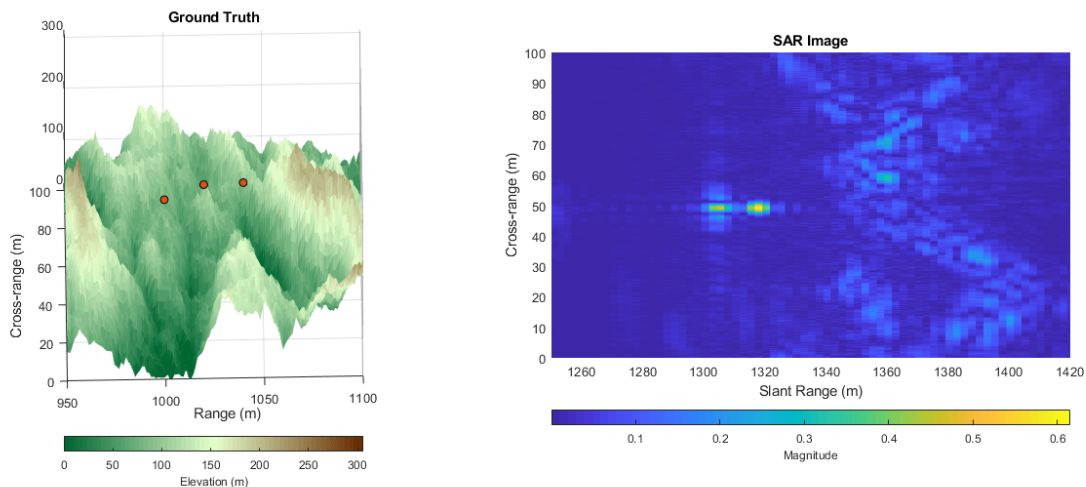 Ground Truth
300
200
100
0
100
80
60
40
20
0
Cross-range (m)
950 1000 1050 1100
Range (m)
0 50 100 150 200 250 300
Elevation (m)
SAR Image
100
90
80
70
60
50
40
30
20
10
0
Cross-range (m)
1260 1280 1300 1320 1340 1360 1380 1400 1420
Slant Range (m)
0.1 0.2 0.3 0.4 0.5 0.6
Magnitude